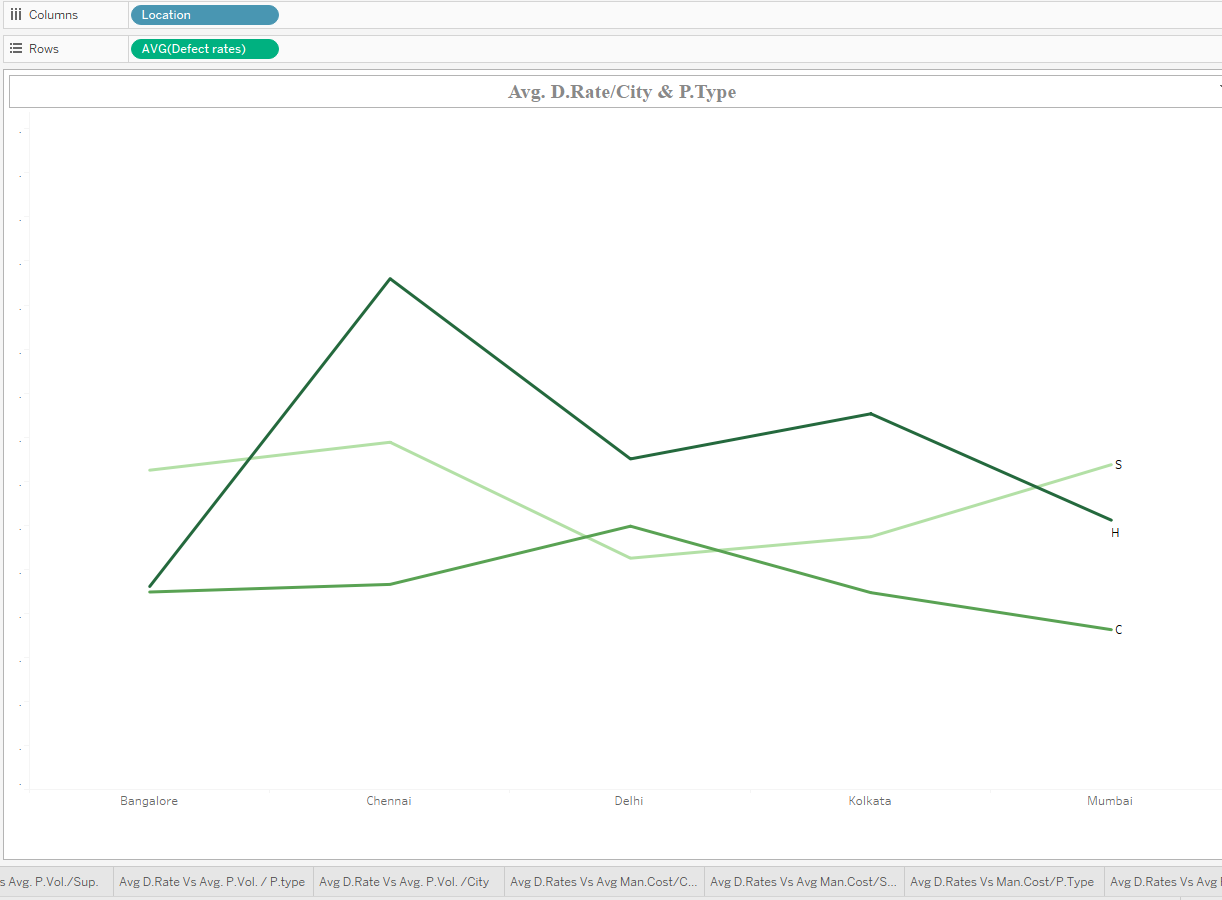 Columns Location
Rows AVG(Defect rates)
Avg. D.Rate/City & P.Type
S
H
C
Bangalore Chennai Delhi Kolkata Mumbai
s Avg. P.Vol./Sup. Avg D.Rate Vs Avg. P.Vol. / P.type Avg D.Rate Vs Avg. P.Vol. /City Avg D.Rates Vs Avg Man.Cost/C... Avg D.Rates Vs Avg Man.Cost/S... Avg D.Rates Vs Man.Cost/P.Type Avg D.Rates Vs Avg